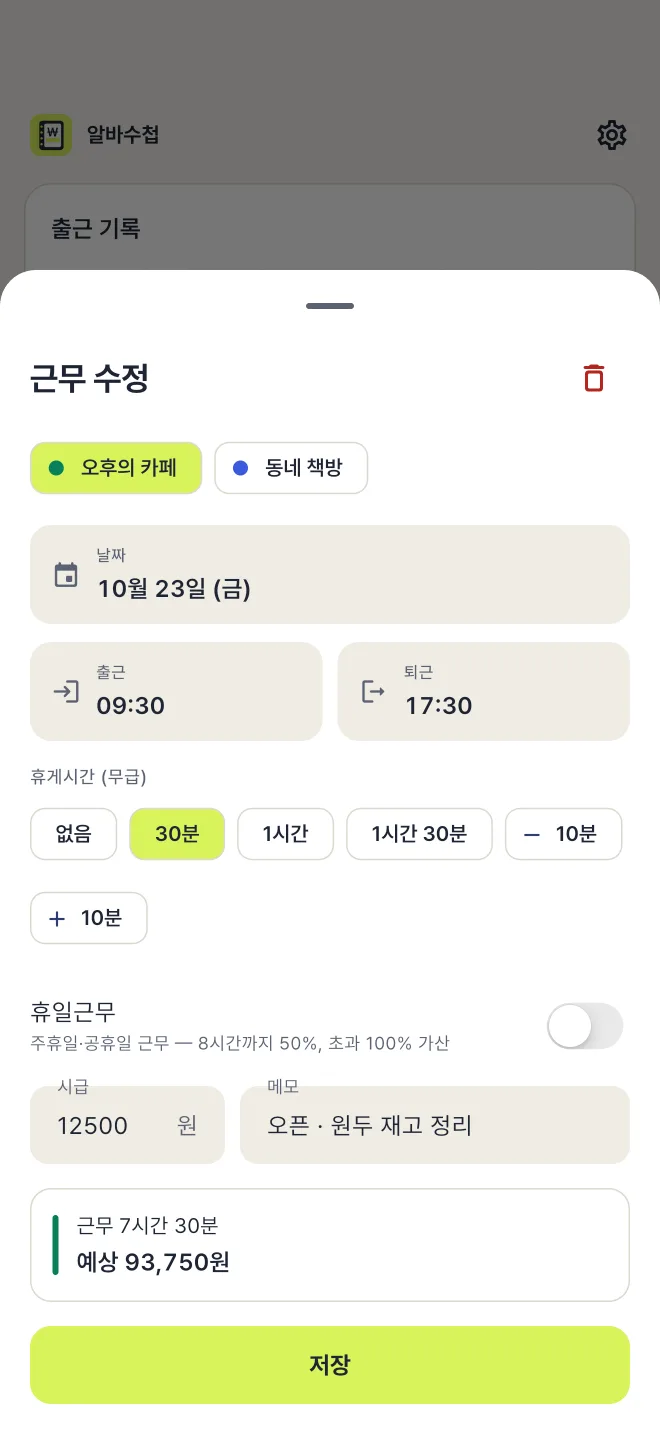 알바수첩
출근 기록
근무 수정
오후의 카페 동네 책방
날짜
10월 23일 (금)
출근 퇴근
09:30 17:30
휴게시간 (무급)
없음 30분 1시간 1시간 30분 − 10분
+ 10분
휴일근무
주휴일·공휴일 근무 — 8시간까지 50%, 초과 100% 가산
시급 메모
12500 원 오픈 · 원두 재고 정리
근무 7시간 30분
예상 93,750원
저장